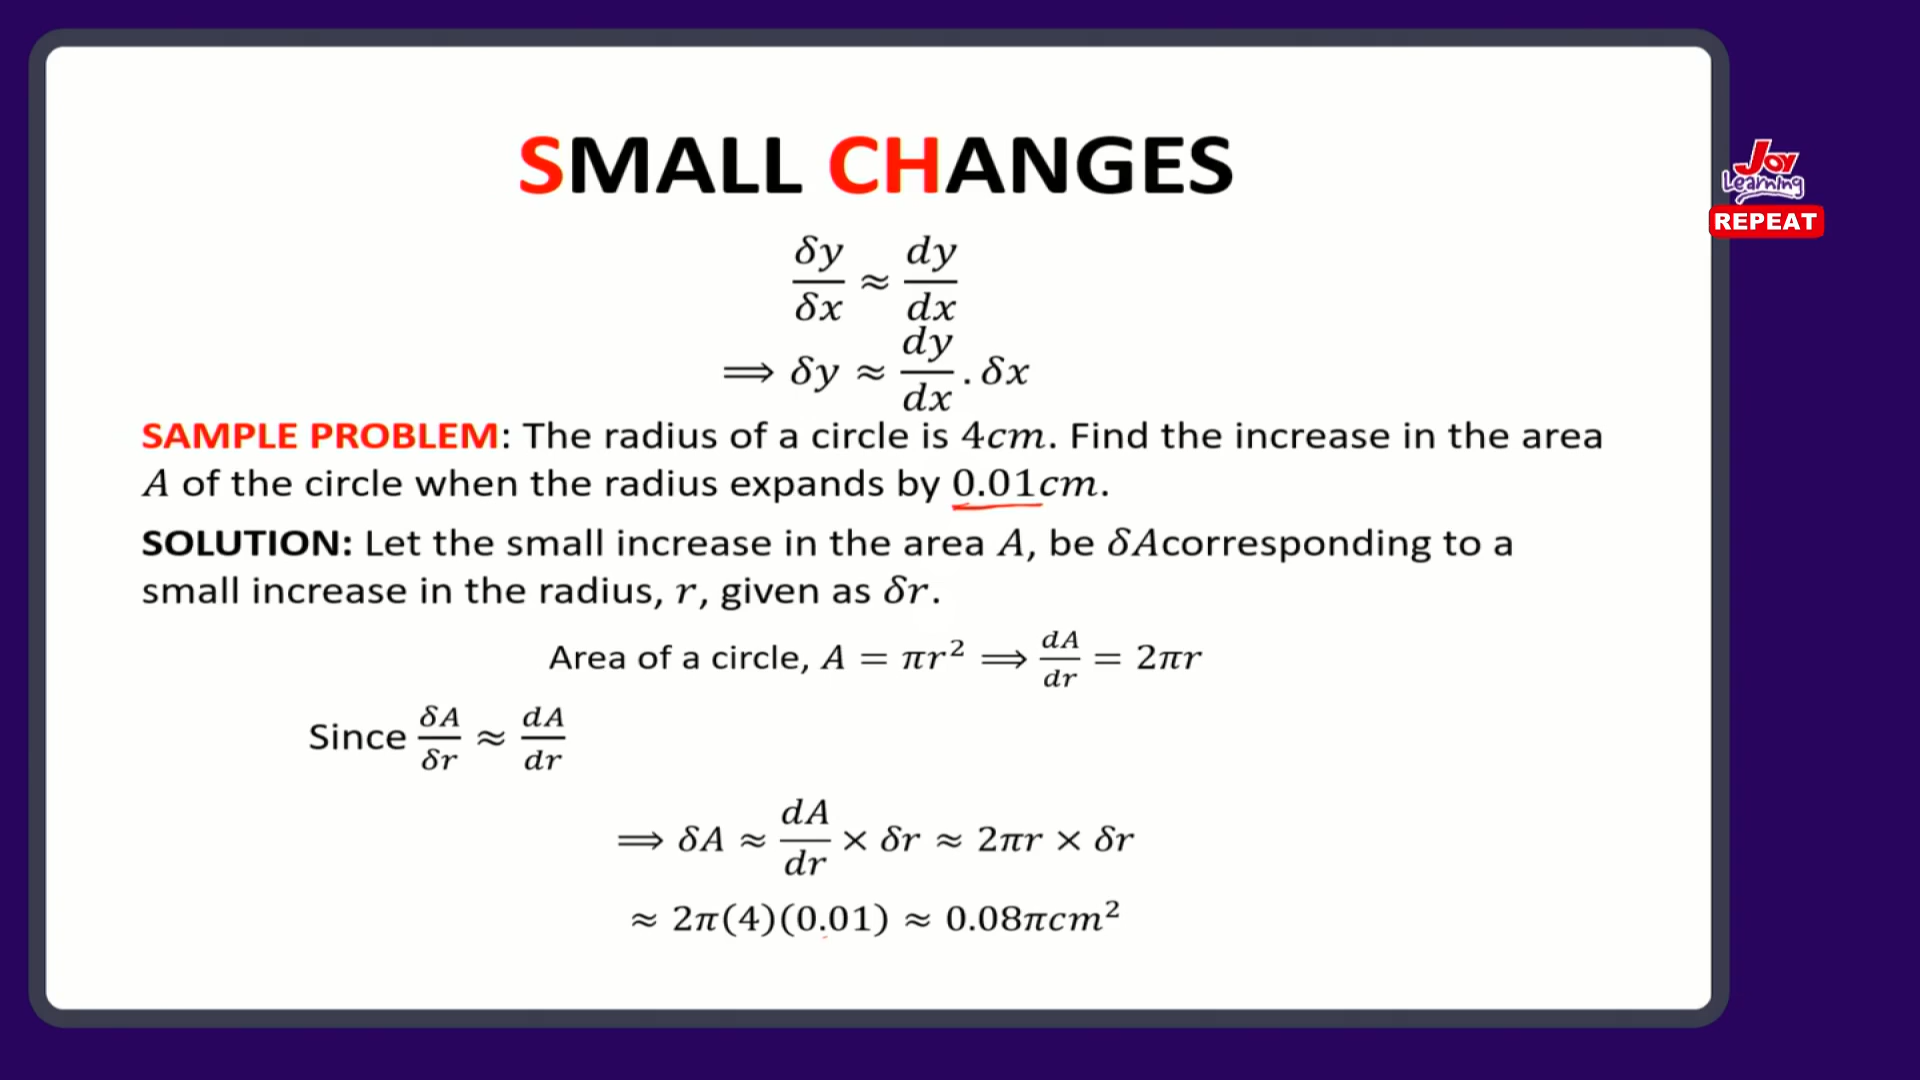 SMALL CHANGES
Joy
Learning
REPEAT
δy/δx ≈ dy/dx
⟹ δy ≈ dy/dx . δx
SAMPLE PROBLEM: The radius of a circle is 4cm. Find the increase in the area
A of the circle when the radius expands by 0.01cm.
SOLUTION: Let the small increase in the area A, be δAcorresponding to a
small increase in the radius, r, given as δr.
Area of a circle, A = πr² ⟹ dA/dr = 2πr
Since δA/δr ≈ dA/dr
⟹ δA ≈ dA/dr × δr ≈ 2πr × δr
≈ 2π(4)(0.01) ≈ 0.08πcm²